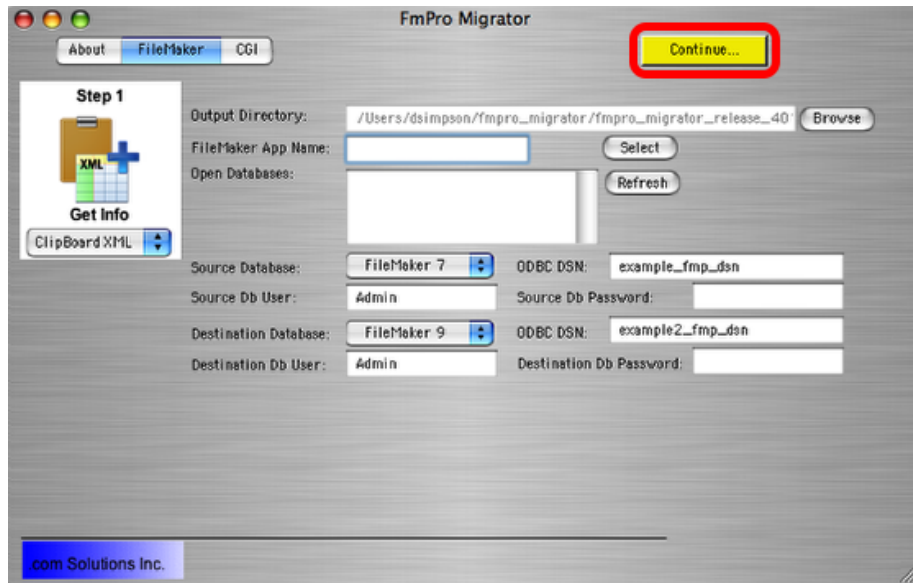 FmPro Migrator
About FileMaker CGI
Continue...
Step 1
XML
Get Info
ClipBoard XML
Output Directory: /Users/dsimpson/fmpro_migrator/fmpro_migrator_release_40 Browse
FileMaker App Name: Select
Open Databases: Refresh
Source Database: FileMaker 7 ODBC DSN: example_fmp_dsn
Source Db User: Admin Source Db Password:
Destination Database: FileMaker 9 ODBC DSN: example2_fmp_dsn
Destination Db User: Admin Destination Db Password:
.com Solutions Inc.